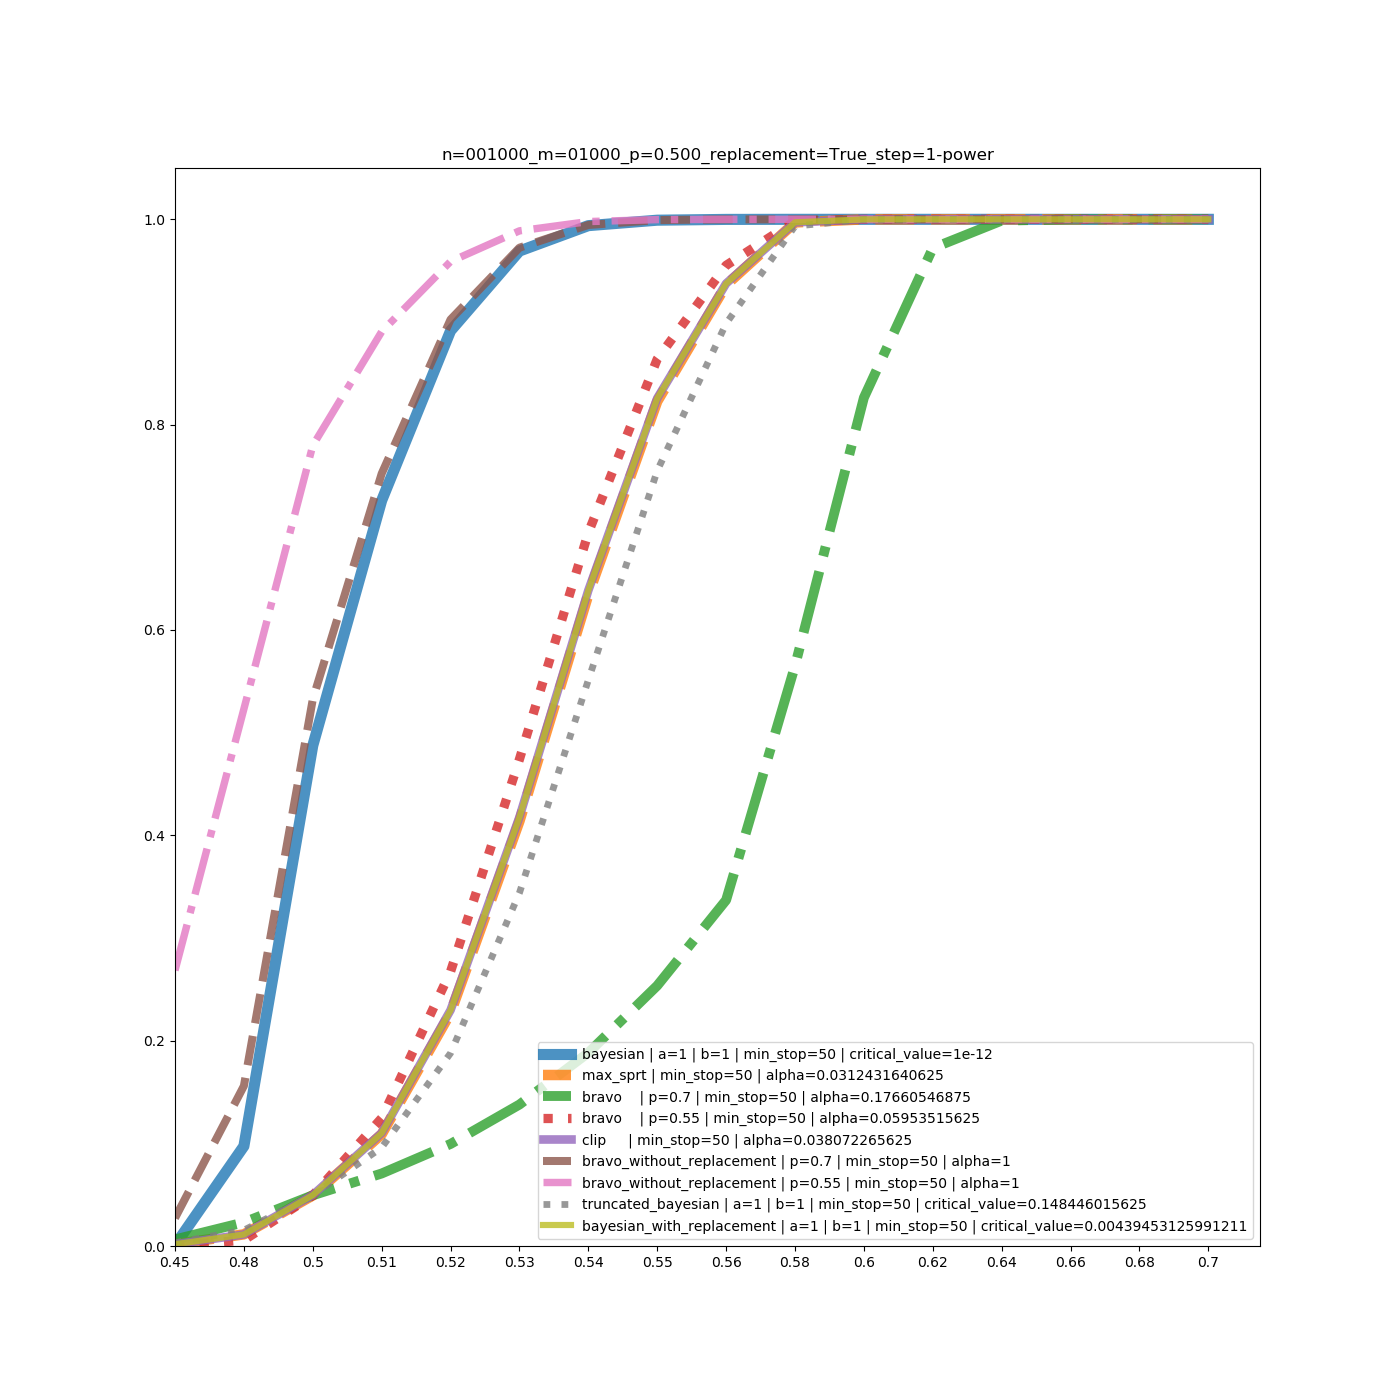 n=001000_m=01000_p=0.500_replacement=True_step=1-power
1.0
0.8
0.6
0.4
0.2
0.0
bayesian | a=1 | b=1 | min_stop=50 | critical_value=1e-12
max_sprt | min_stop=50 | alpha=0.0312431640625
bravo    | p=0.7 | min_stop=50 | alpha=0.17660546875
bravo    | p=0.55 | min_stop=50 | alpha=0.05953515625
clip     | min_stop=50 | alpha=0.038072265625
bravo_without_replacement | p=0.7 | min_stop=50 | alpha=1
bravo_without_replacement | p=0.55 | min_stop=50 | alpha=1
truncated_bayesian | a=1 | b=1 | min_stop=50 | critical_value=0.148446015625
bayesian_with_replacement | a=1 | b=1 | min_stop=50 | critical_value=0.00439453125991211
0.45 0.48 0.5 0.51 0.52 0.53 0.54 0.55 0.56 0.58 0.6 0.62 0.64 0.66 0.68 0.7